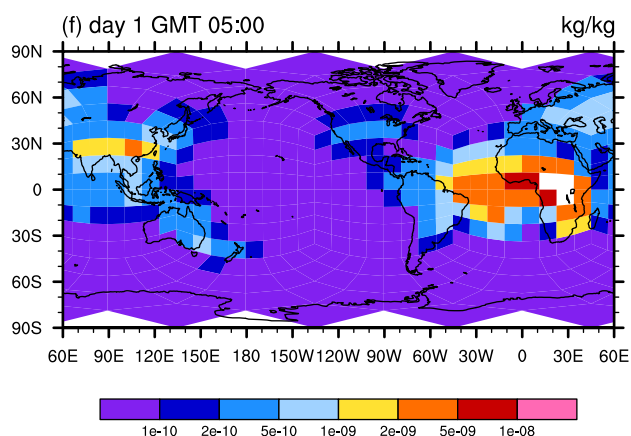 (f) day 1 GMT 05:00 kg/kg
90N
60N
30N
0
30S
60S
90S
60E 90E 120E 150E 180 150W 120W 90W 60W 30W 0 30E 60E
1e-10 2e-10 5e-10 1e-09 2e-09 5e-09 1e-08